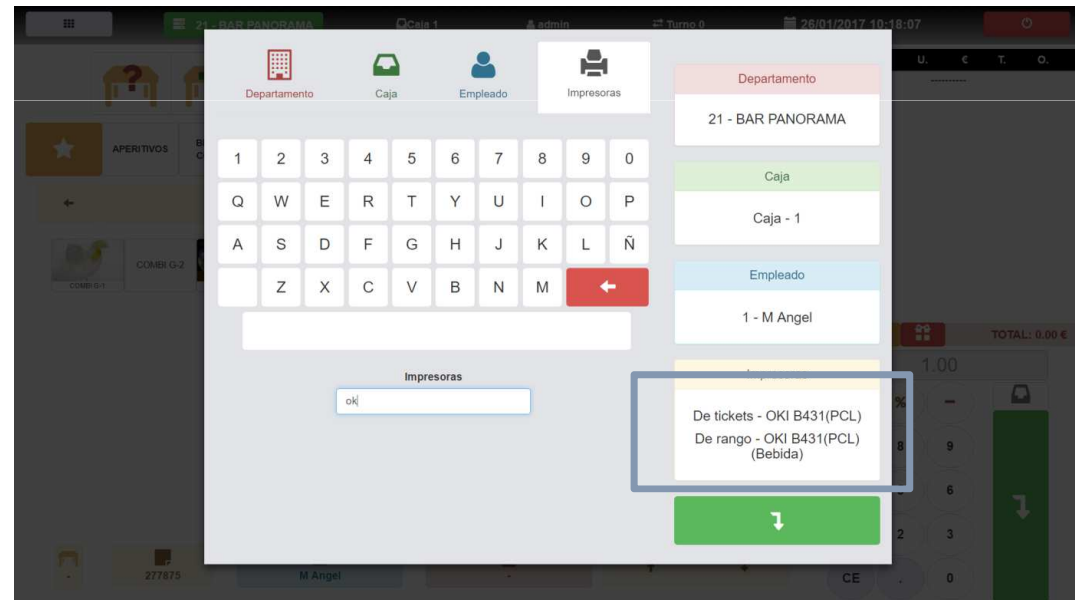 21 - BAR PANORAMA
Caja 1
admin
Turno 0
26/01/2017 10:18:07
U. € T. O.
----------
APERITIVOS
COMBI G-1
COMBI G-2
Departamento
Caja
Empleado
Impresoras
1 2 3 4 5 6 7 8 9 0
Q W E R T Y U I O P
A S D F G H J K L Ñ
Z X C V B N M
Impresoras
ok
Departamento
21 - BAR PANORAMA
Caja
Caja - 1
Empleado
1 - M Angel
De tickets - OKI B431(PCL)
De rango - OKI B431(PCL)
(Bebida)
TOTAL: 0.00 €
1.00
% −
8 9
6
2 3
CE . 0
277875
M Angel